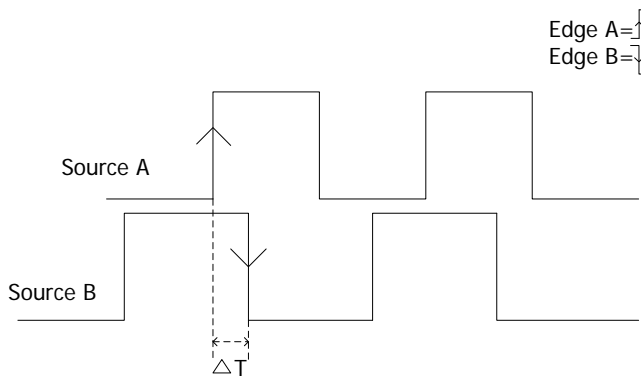 Edge A=
Edge B=
Source A
Source B
△T